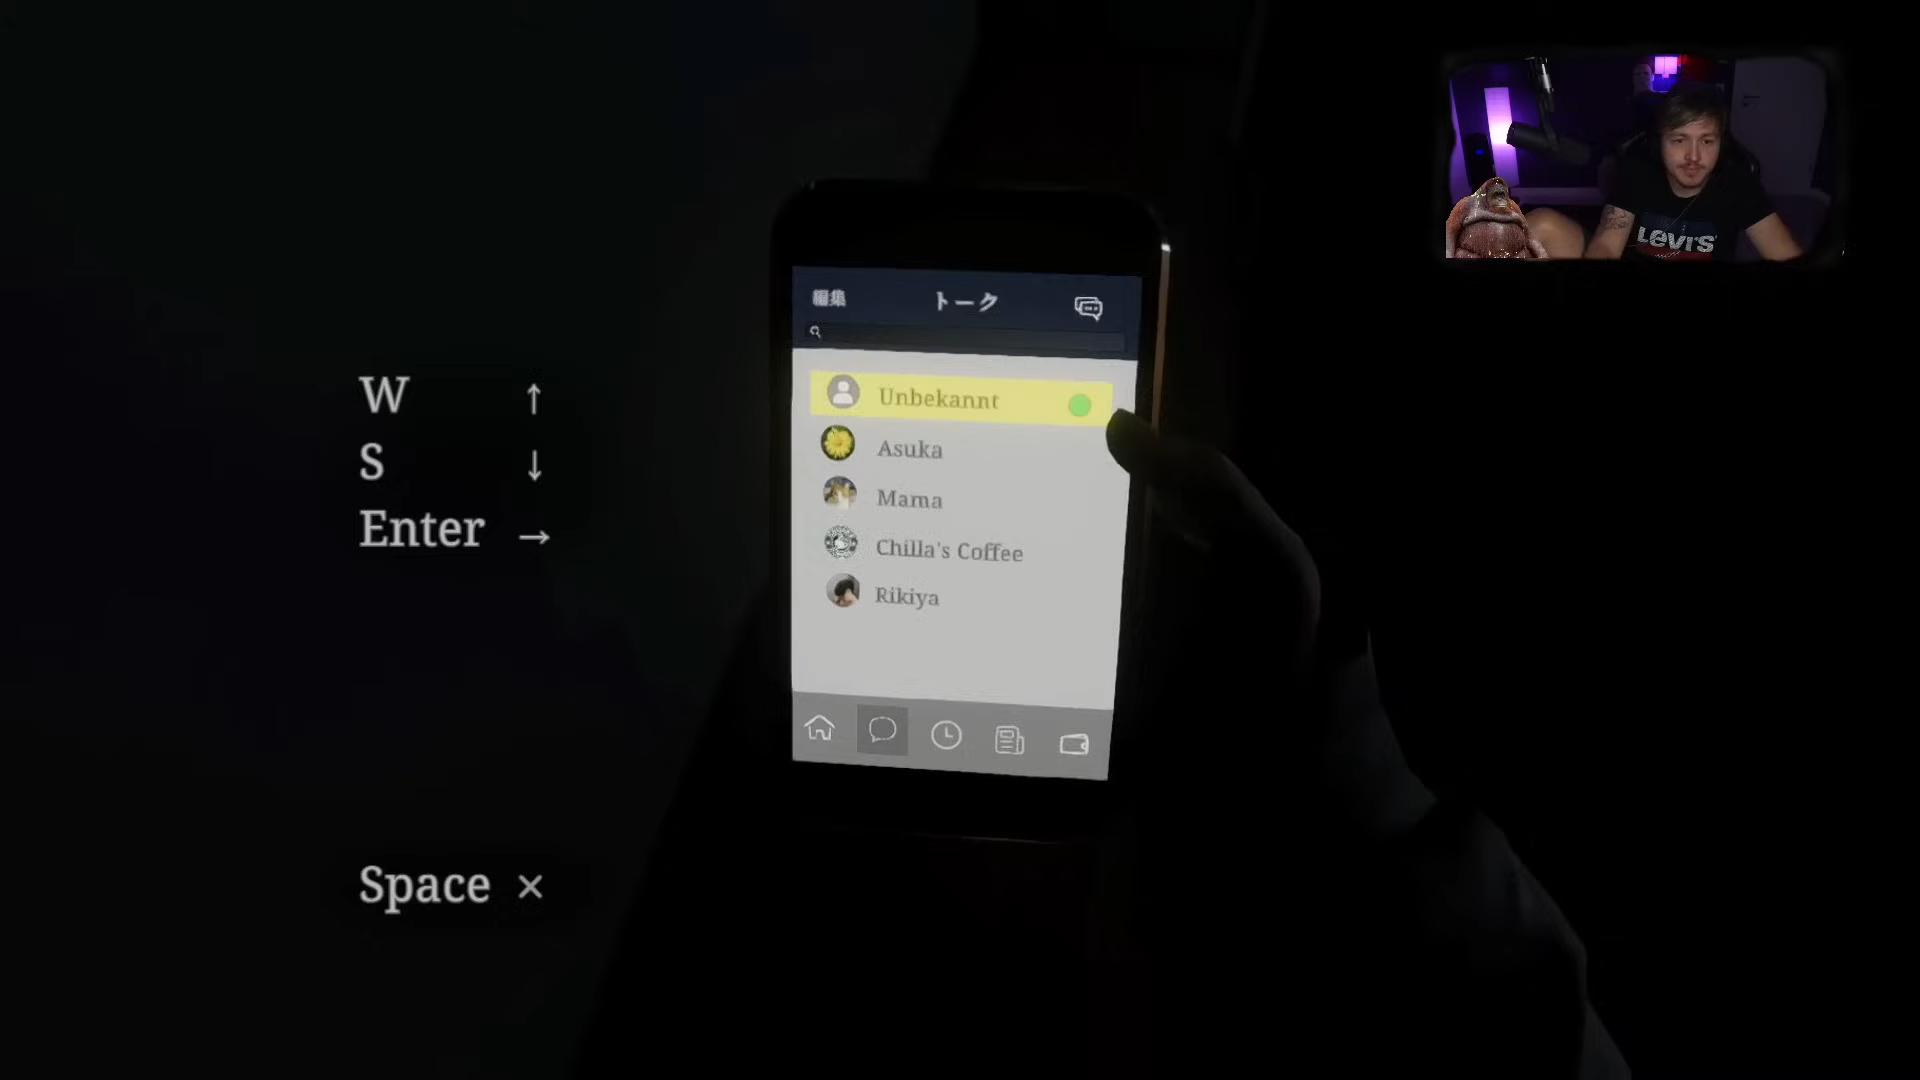 編集
トーク
Unbekannt
Asuka
Mama
Chilla's Coffee
Rikiya
W ↑
S ↓
Enter →
Space ×
Levi's